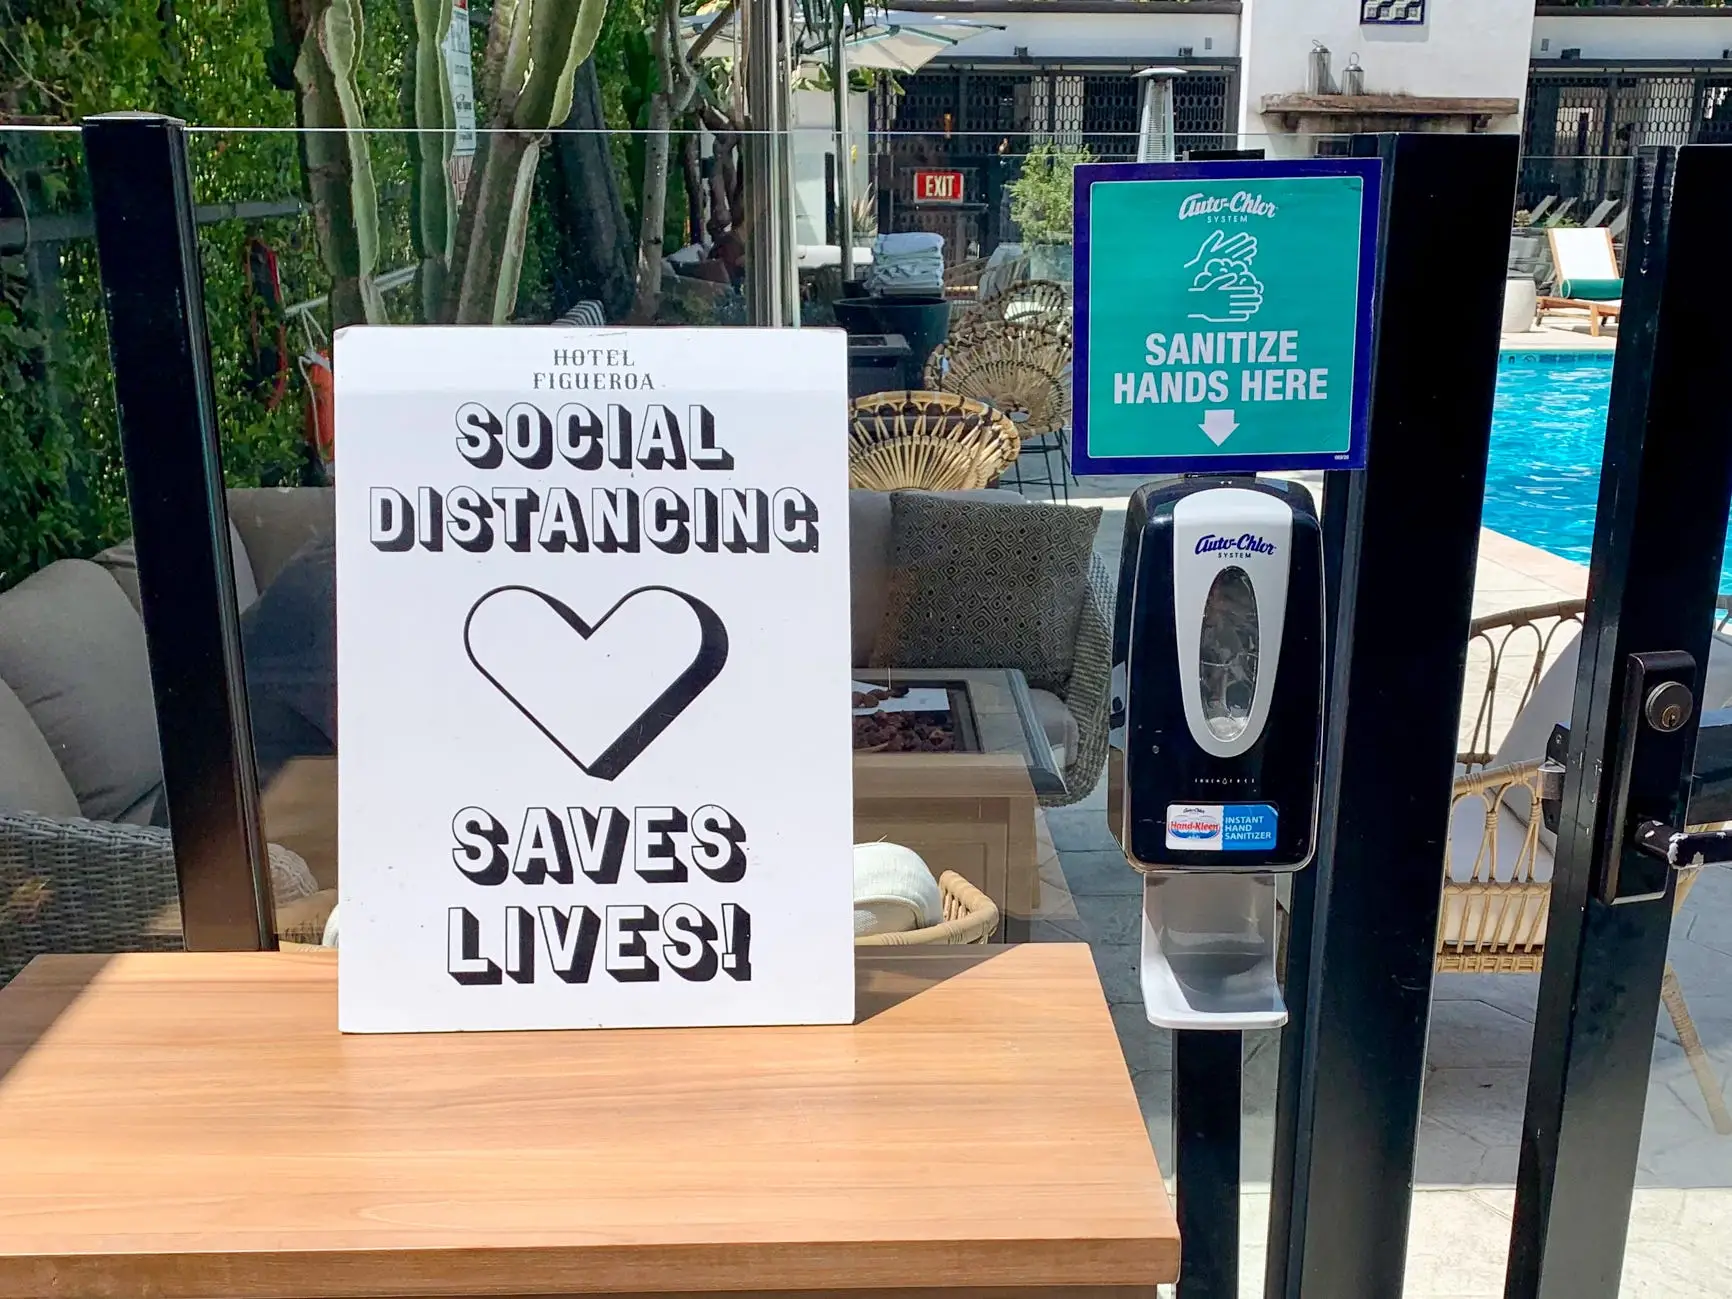 HOTEL
FIGUEROA
SOCIAL
DISTANCING
SAVES
LIVES!
EXIT
Auto-Chlor
SYSTEM
SANITIZE
HANDS HERE
Auto-Chlor
SYSTEM
Hand-Kleen
INSTANT
HAND
SANITIZER